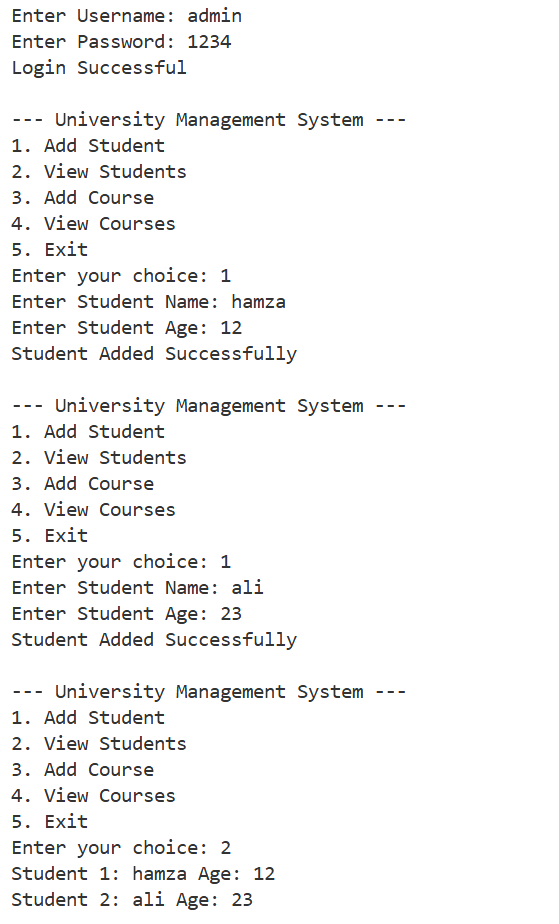 Enter Username: admin
Enter Password: 1234
Login Successful
--- University Management System ---
1. Add Student
2. View Students
3. Add Course
4. View Courses
5. Exit
Enter your choice: 1
Enter Student Name: hamza
Enter Student Age: 12
Student Added Successfully
--- University Management System ---
1. Add Student
2. View Students
3. Add Course
4. View Courses
5. Exit
Enter your choice: 1
Enter Student Name: ali
Enter Student Age: 23
Student Added Successfully
--- University Management System ---
1. Add Student
2. View Students
3. Add Course
4. View Courses
5. Exit
Enter your choice: 2
Student 1: hamza Age: 12
Student 2: ali Age: 23